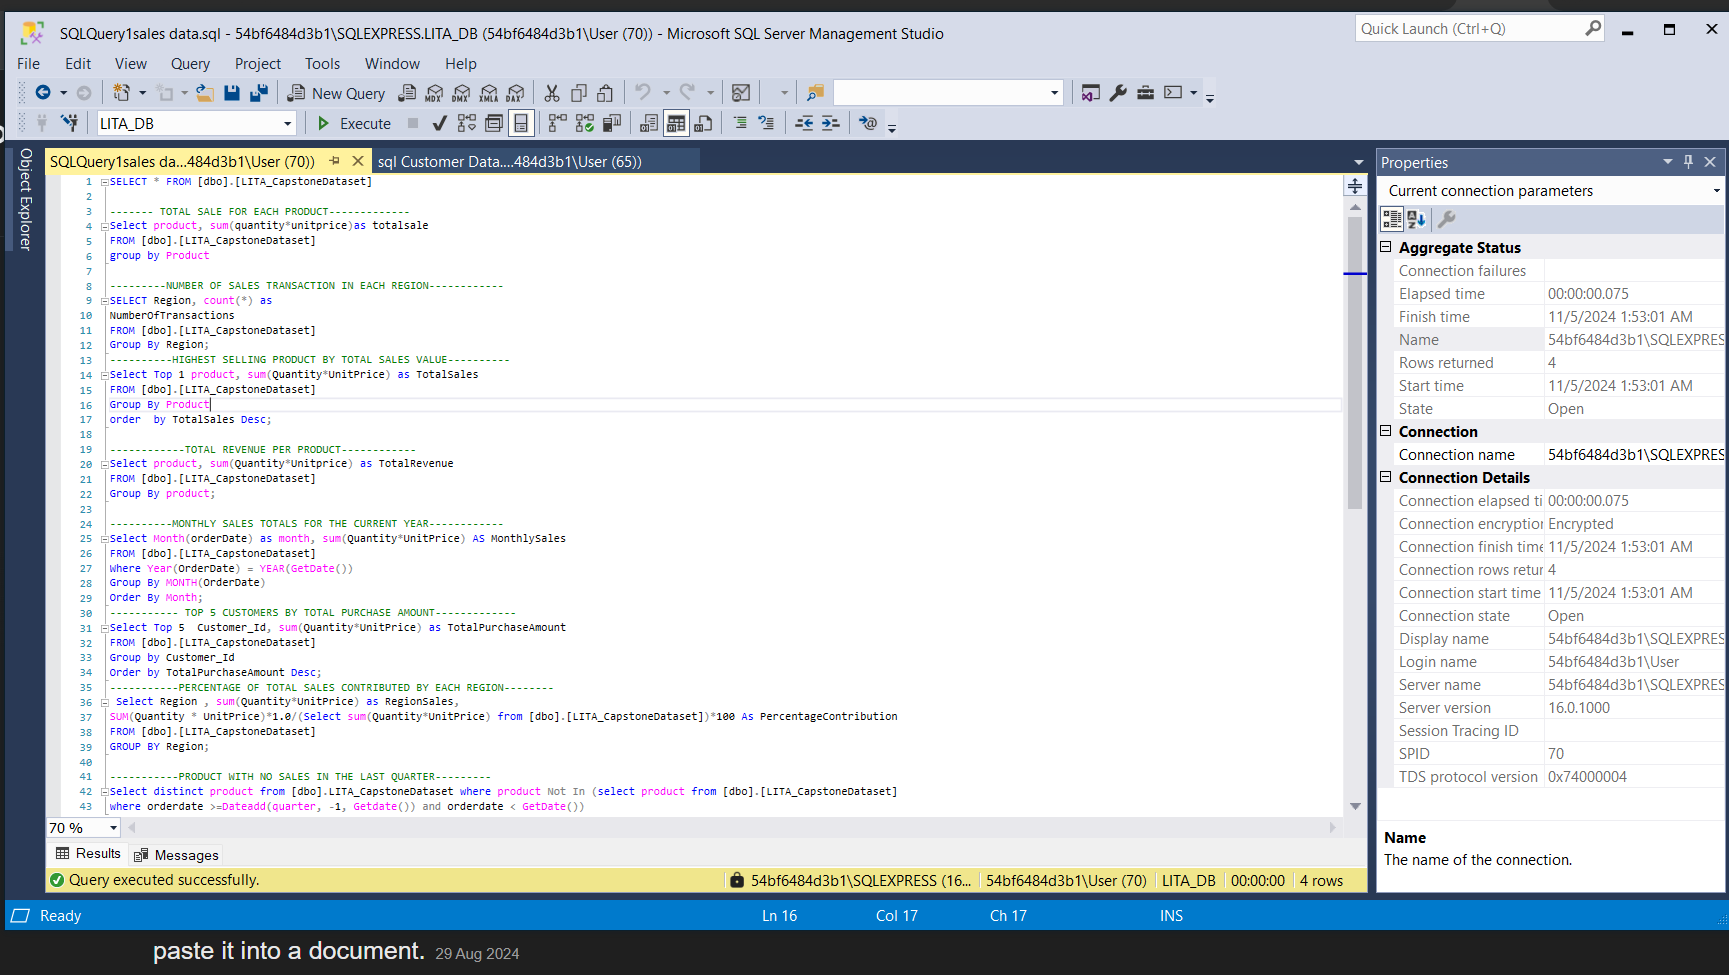 SQLQuery1sales data.sql - 54bf6484d3b1\SQLEXPRESS.LITA_DB (54bf6484d3b1\User (70)) - Microsoft SQL Server Management Studio
Quick Launch (Ctrl+Q)
File Edit View Query Project Tools Window Help
New Query MDX DMX XMLA DAX
LITA_DB Execute
Object Explorer
SQLQuery1sales da...484d3b1\User (70)) sql Customer Data....484d3b1\User (65))
1 SELECT * FROM [dbo].[LITA_CapstoneDataset]
2
3 ------- TOTAL SALE FOR EACH PRODUCT-------------
4 Select product, sum(quantity*unitprice)as totalsale
5 FROM [dbo].[LITA_CapstoneDataset]
6 group by Product
7
8 ---------NUMBER OF SALES TRANSACTION IN EACH REGION------------
9 SELECT Region, count(*) as
10 NumberOfTransactions
11 FROM [dbo].[LITA_CapstoneDataset]
12 Group By Region;
13 ----------HIGHEST SELLING PRODUCT BY TOTAL SALES VALUE----------
14 Select Top 1 product, sum(Quantity*UnitPrice) as TotalSales
15 FROM [dbo].[LITA_CapstoneDataset]
16 Group By Product
17 order  by TotalSales Desc;
18
19 ------------TOTAL REVENUE PER PRODUCT------------
20 Select product, sum(Quantity*Unitprice) as TotalRevenue
21 FROM [dbo].[LITA_CapstoneDataset]
22 Group By product;
23
24 ----------MONTHLY SALES TOTALS FOR THE CURRENT YEAR------------
25 Select Month(orderDate) as month, sum(Quantity*UnitPrice) AS MonthlySales
26 FROM [dbo].[LITA_CapstoneDataset]
27 Where Year(OrderDate) = YEAR(GetDate())
28 Group By MONTH(OrderDate)
29 Order By Month;
30 ----------- TOP 5 CUSTOMERS BY TOTAL PURCHASE AMOUNT-------------
31 Select Top 5  Customer_Id, sum(Quantity*UnitPrice) as TotalPurchaseAmount
32 FROM [dbo].[LITA_CapstoneDataset]
33 Group by Customer_Id
34 Order by TotalPurchaseAmount Desc;
35 -----------PERCENTAGE OF TOTAL SALES CONTRIBUTED BY EACH REGION--------
36 Select Region , sum(Quantity*UnitPrice) as RegionSales,
37 SUM(Quantity * UnitPrice)*1.0/(Select sum(Quantity*UnitPrice) from [dbo].[LITA_CapstoneDataset])*100 As PercentageContribution
38 FROM [dbo].[LITA_CapstoneDataset]
39 GROUP BY Region;
40
41 -----------PRODUCT WITH NO SALES IN THE LAST QUARTER---------
42 Select distinct product from [dbo].LITA_CapstoneDataset where product Not In (select product from [dbo].[LITA_CapstoneDataset]
43 where orderdate >=Dateadd(quarter, -1, Getdate()) and orderdate < GetDate())
70 %
Results Messages
Query executed successfully. 54bf6484d3b1\SQLEXPRESS (16... 54bf6484d3b1\User (70) LITA_DB 00:00:00 4 rows
Properties
Current connection parameters
Aggregate Status
Connection failures
Elapsed time 00:00:00.075
Finish time 11/5/2024 1:53:01 AM
Name 54bf6484d3b1\SQLEXPRES
Rows returned 4
Start time 11/5/2024 1:53:01 AM
State Open
Connection
Connection name 54bf6484d3b1\SQLEXPRES
Connection Details
Connection elapsed ti 00:00:00.075
Connection encryption Encrypted
Connection finish time 11/5/2024 1:53:01 AM
Connection rows retur 4
Connection start time 11/5/2024 1:53:01 AM
Connection state Open
Display name 54bf6484d3b1\SQLEXPRES
Login name 54bf6484d3b1\User
Server name 54bf6484d3b1\SQLEXPRES
Server version 16.0.1000
Session Tracing ID
SPID 70
TDS protocol version 0x74000004
Name
The name of the connection.
Ready Ln 16 Col 17 Ch 17 INS
paste it into a document. 29 Aug 2024